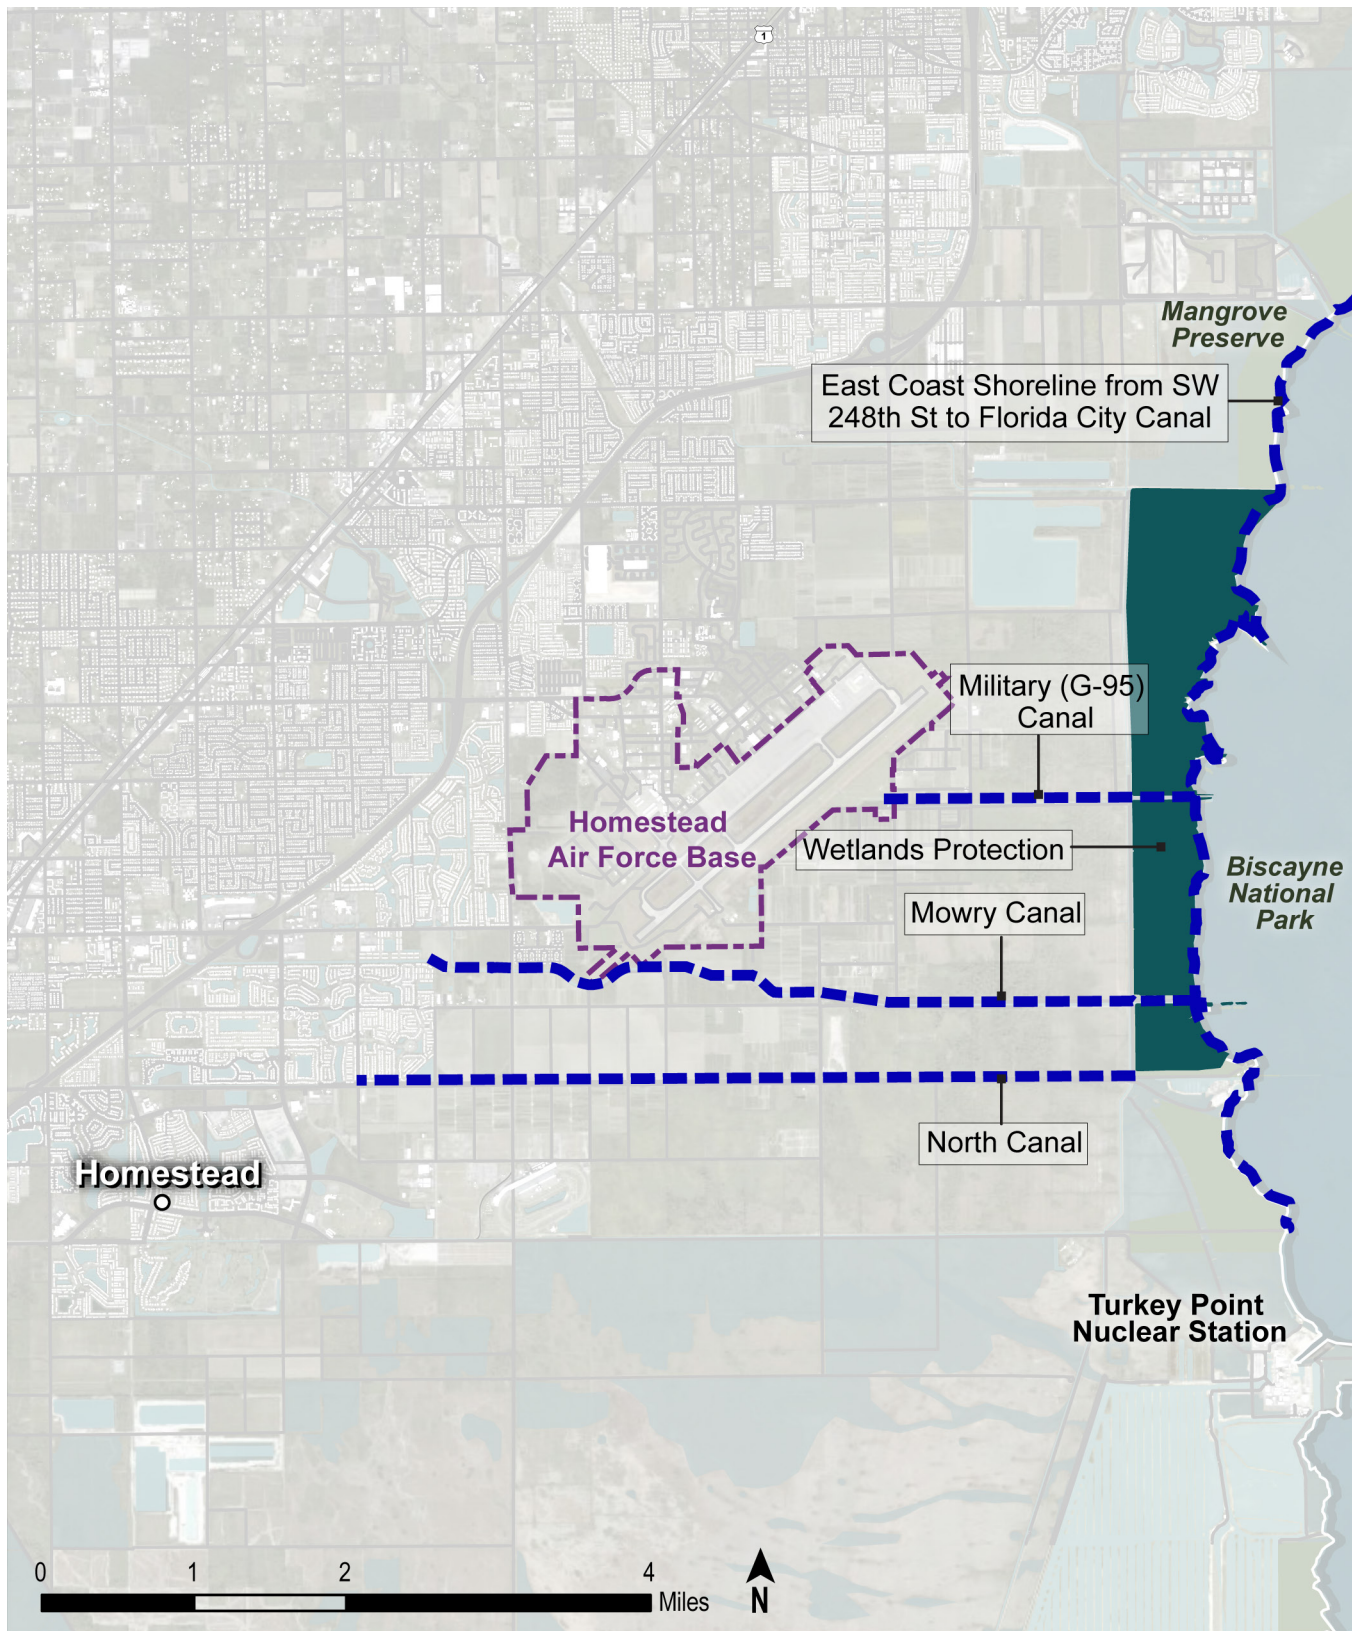 1
Mangrove
Preserve
East Coast Shoreline from SW
248th St to Florida City Canal
Military (G-95)
Canal
Homestead
Air Force Base
Wetlands Protection
Biscayne
National
Park
Mowry Canal
North Canal
Homestead
Turkey Point
Nuclear Station
0 1 2 4
Miles
N